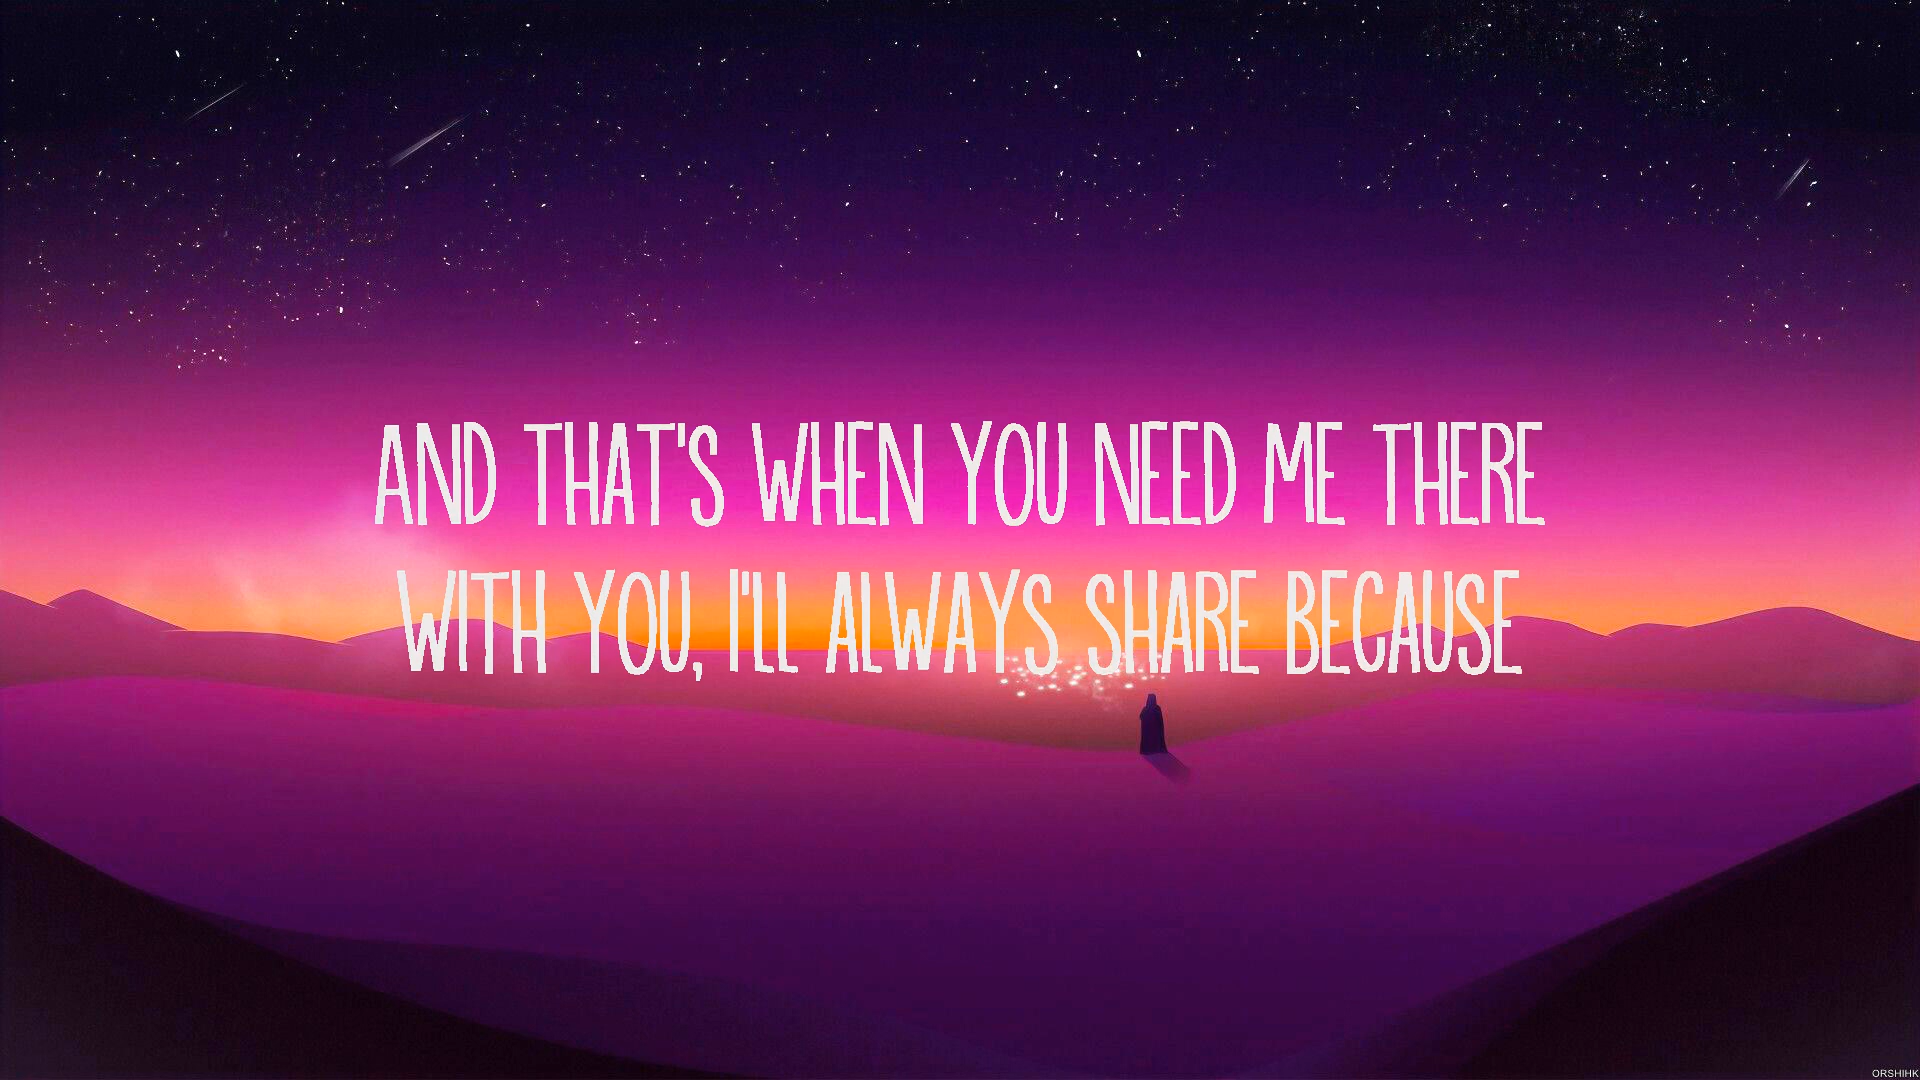 AND THAT'S WHEN YOU NEED ME THERE
WITH YOU, I'LL ALWAYS SHARE BECAUSE
ORSHIHK